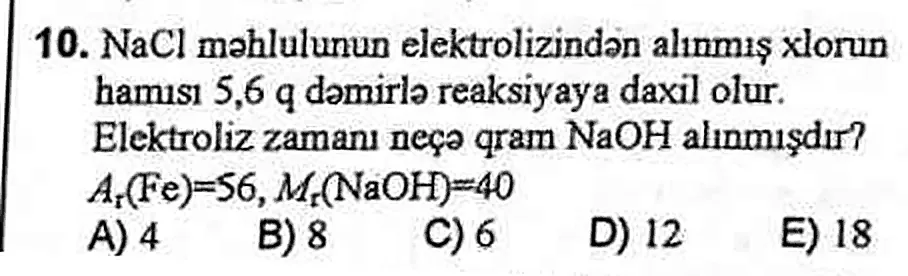 10. NaCl məhlulunun elektrolizindən alınmış xlorun
hamısı 5,6 q dəmirlə reaksiyaya daxil olur.
Elektroliz zamanı neçə qram NaOH alınmışdır?
Aᵣ(Fe)=56, Mᵣ(NaOH)=40
A) 4 B) 8 C) 6 D) 12 E) 18